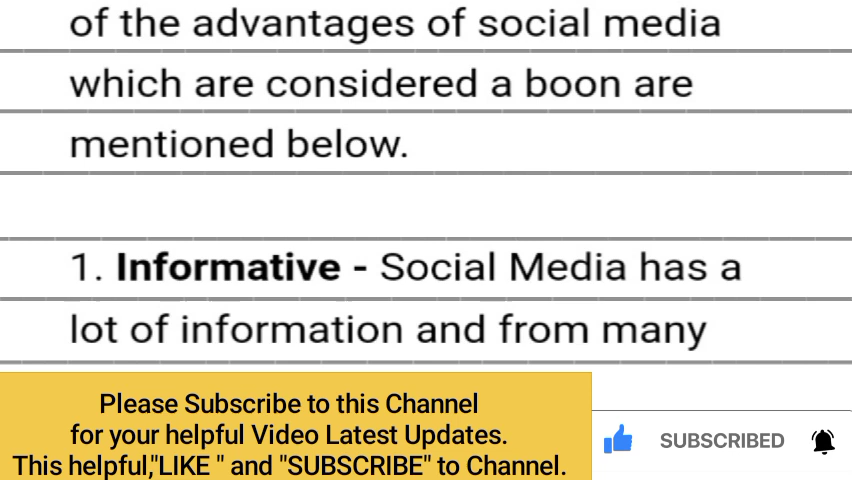 of the advantages of social media
which are considered a boon are
mentioned below.
1. Informative - Social Media has a
lot of information and from many
Please Subscribe to this Channel
for your helpful Video Latest Updates.
This helpful,"LIKE " and "SUBSCRIBE" to Channel.
SUBSCRIBED